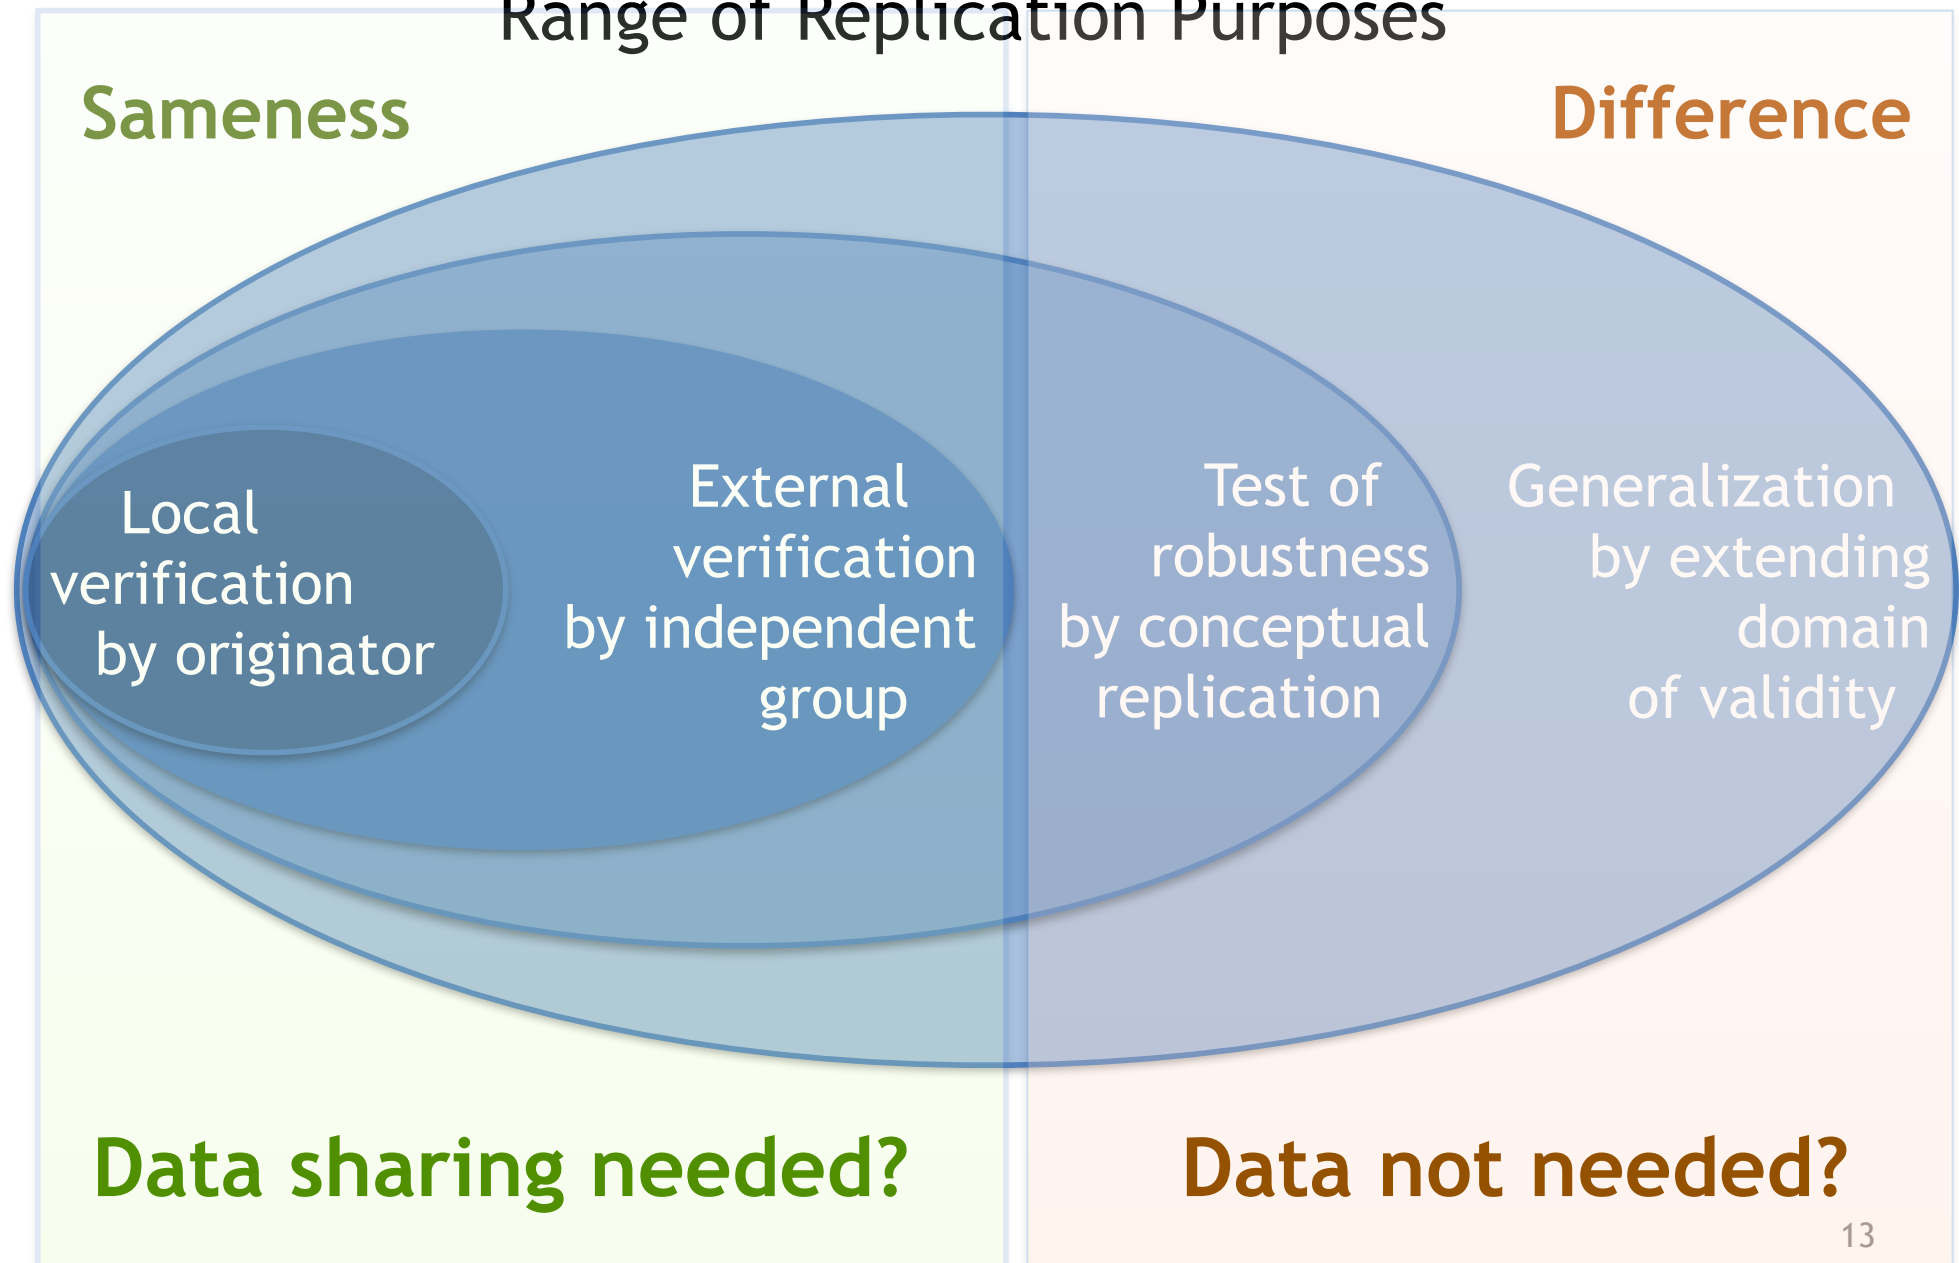 Range of Replication Purposes
Sameness
Difference
Local
verification
by originator
External
verification
by independent
group
Test of
robustness
by conceptual
replication
Generalization
by extending
domain
of validity
Data sharing needed?
Data not needed?
13